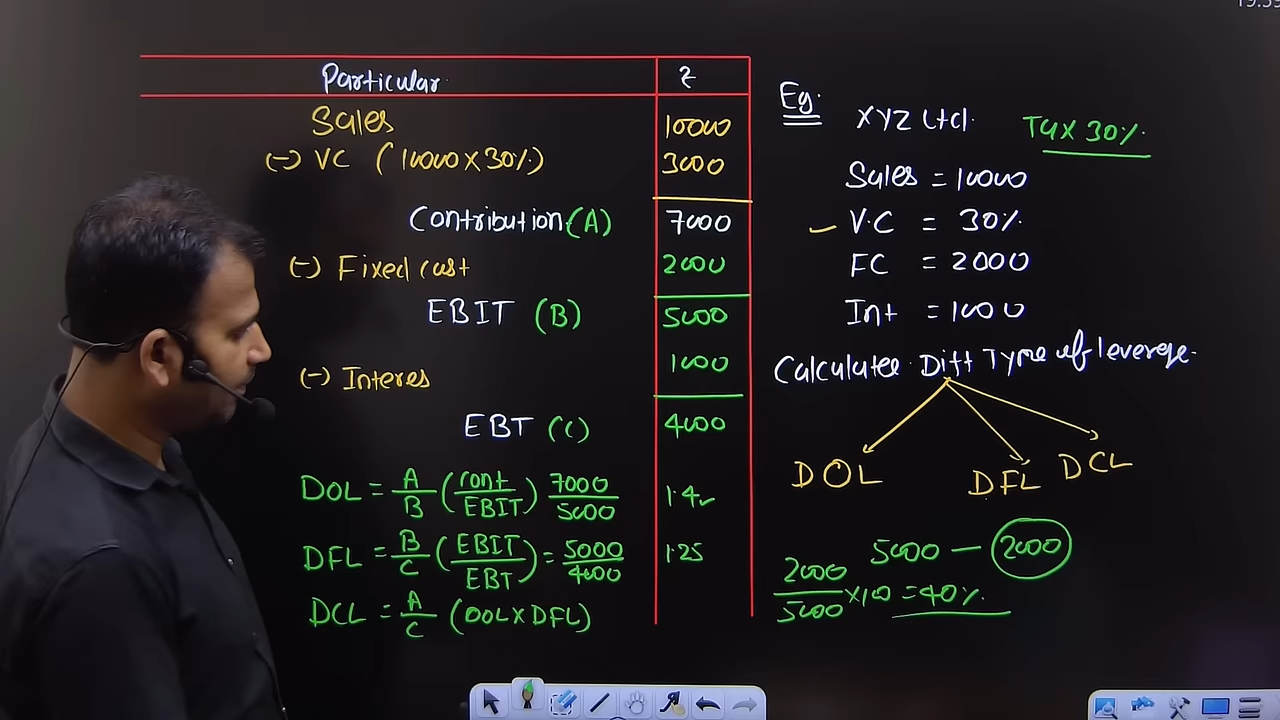 Particular ₹
Sales 10000
(-) VC (10000 X 30%) 3000
Contribution (A) 7000
(-) Fixed cost 2000
EBIT (B) 5000
(-) Interes 1000
EBT (C) 4000
DOL = A/B (cont/EBIT) 7000/5000 1.4
DFL = B/C (EBIT/EBT) = 5000/4000 1.25
DCL = A/C (DOL X DFL)
Eg. XYZ Ltd. Tax 30%.
Sales = 10000
V.C = 30%
FC = 2000
Int = 1000
Calculatee Diff Type of leverege.
DOL DFL DCL
5000 — 2000
2000/5000 X 10 = 40%